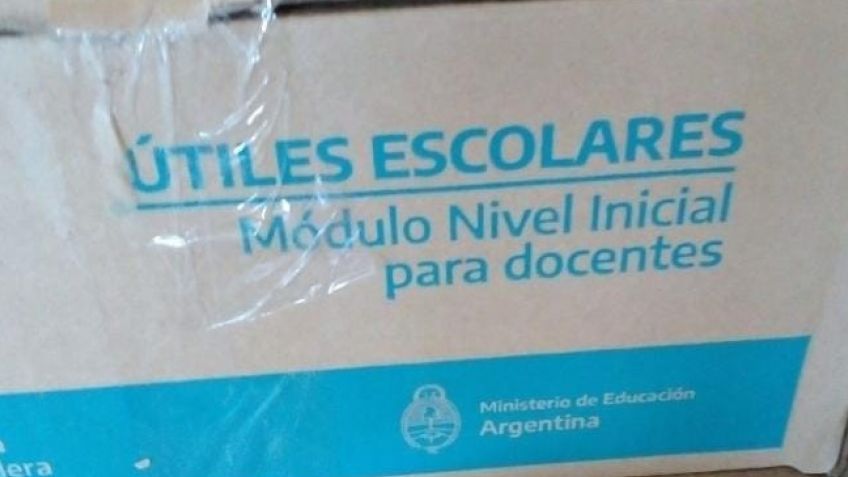 ÚTILES ESCOLARES
Módulo Nivel Inicial
para docentes
Ministerio de Educación
Argentina